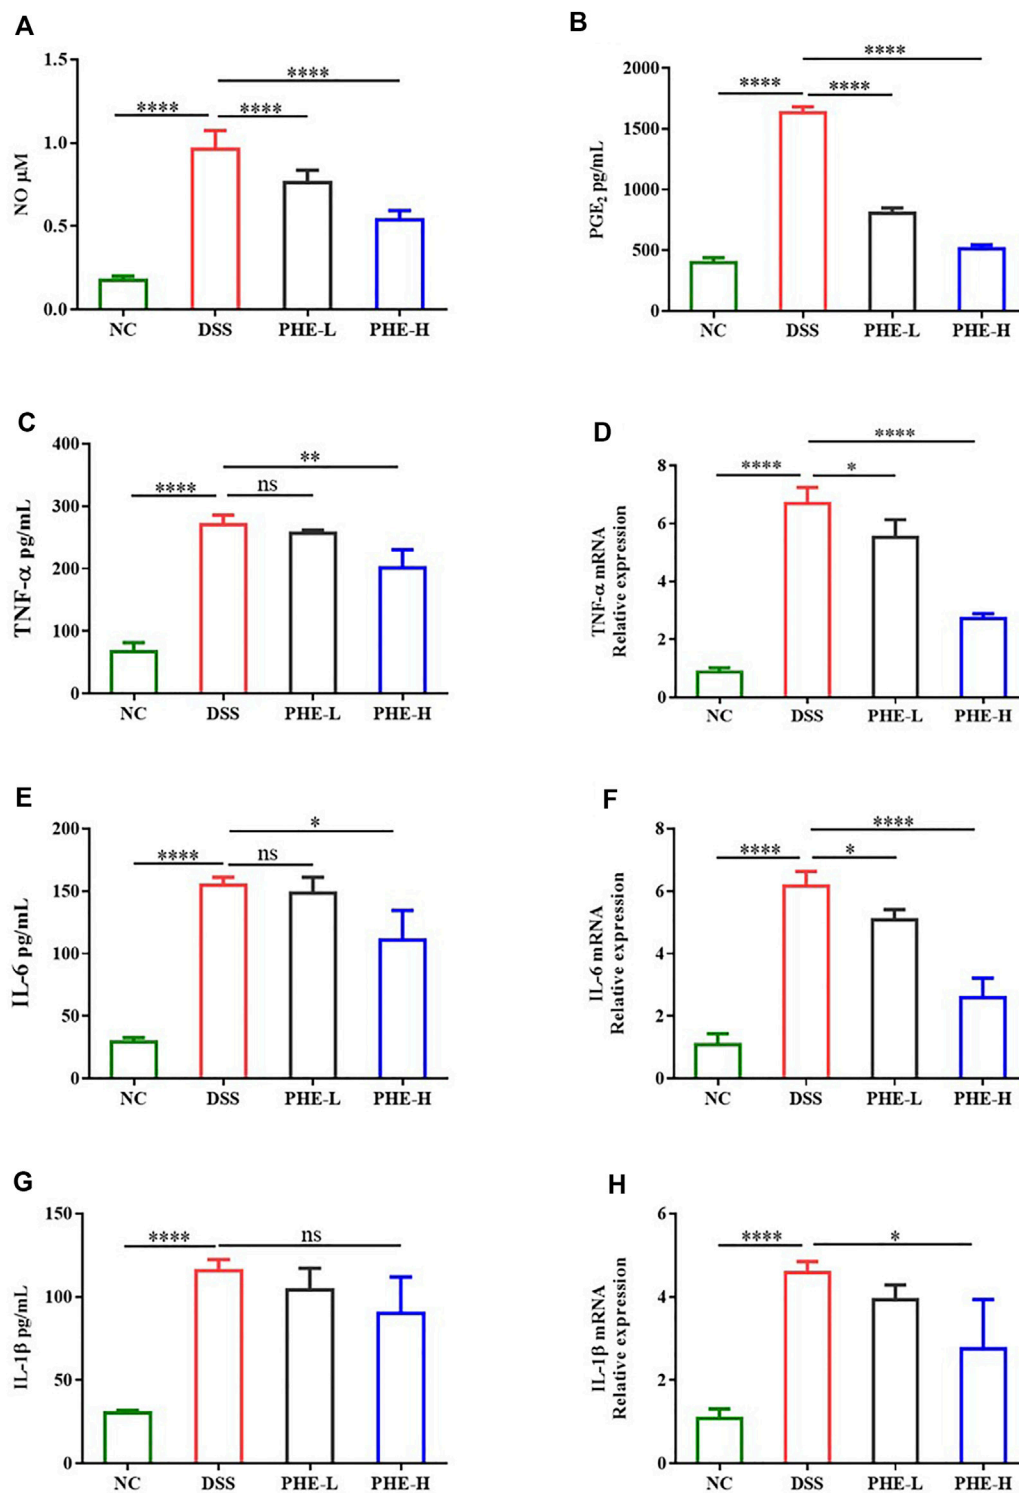 A
NO μM
1.5
1.0
0.5
0.0
****
****
****
NC DSS PHE-L PHE-H
B
PGE₂ pg/mL
2000
1500
1000
500
0
****
**** ****
NC DSS PHE-L PHE-H
C
TNF-α pg/mL
400
300
200
100
0
**
**** ns
NC DSS PHE-L PHE-H
D
TNF-α mRNA
Relative expression
8
6
4
2
0
****
**** *
NC DSS PHE-L PHE-H
E
IL-6 pg/mL
200
150
100
50
0
*
**** ns
NC DSS PHE-L PHE-H
F
IL-6 mRNA
Relative expression
8
6
4
2
0
****
**** *
NC DSS PHE-L PHE-H
G
IL-1β pg/mL
150
100
50
0
**** ns
NC DSS PHE-L PHE-H
H
IL-1β mRNA
Relative expression
6
4
2
0
**** *
NC DSS PHE-L PHE-H